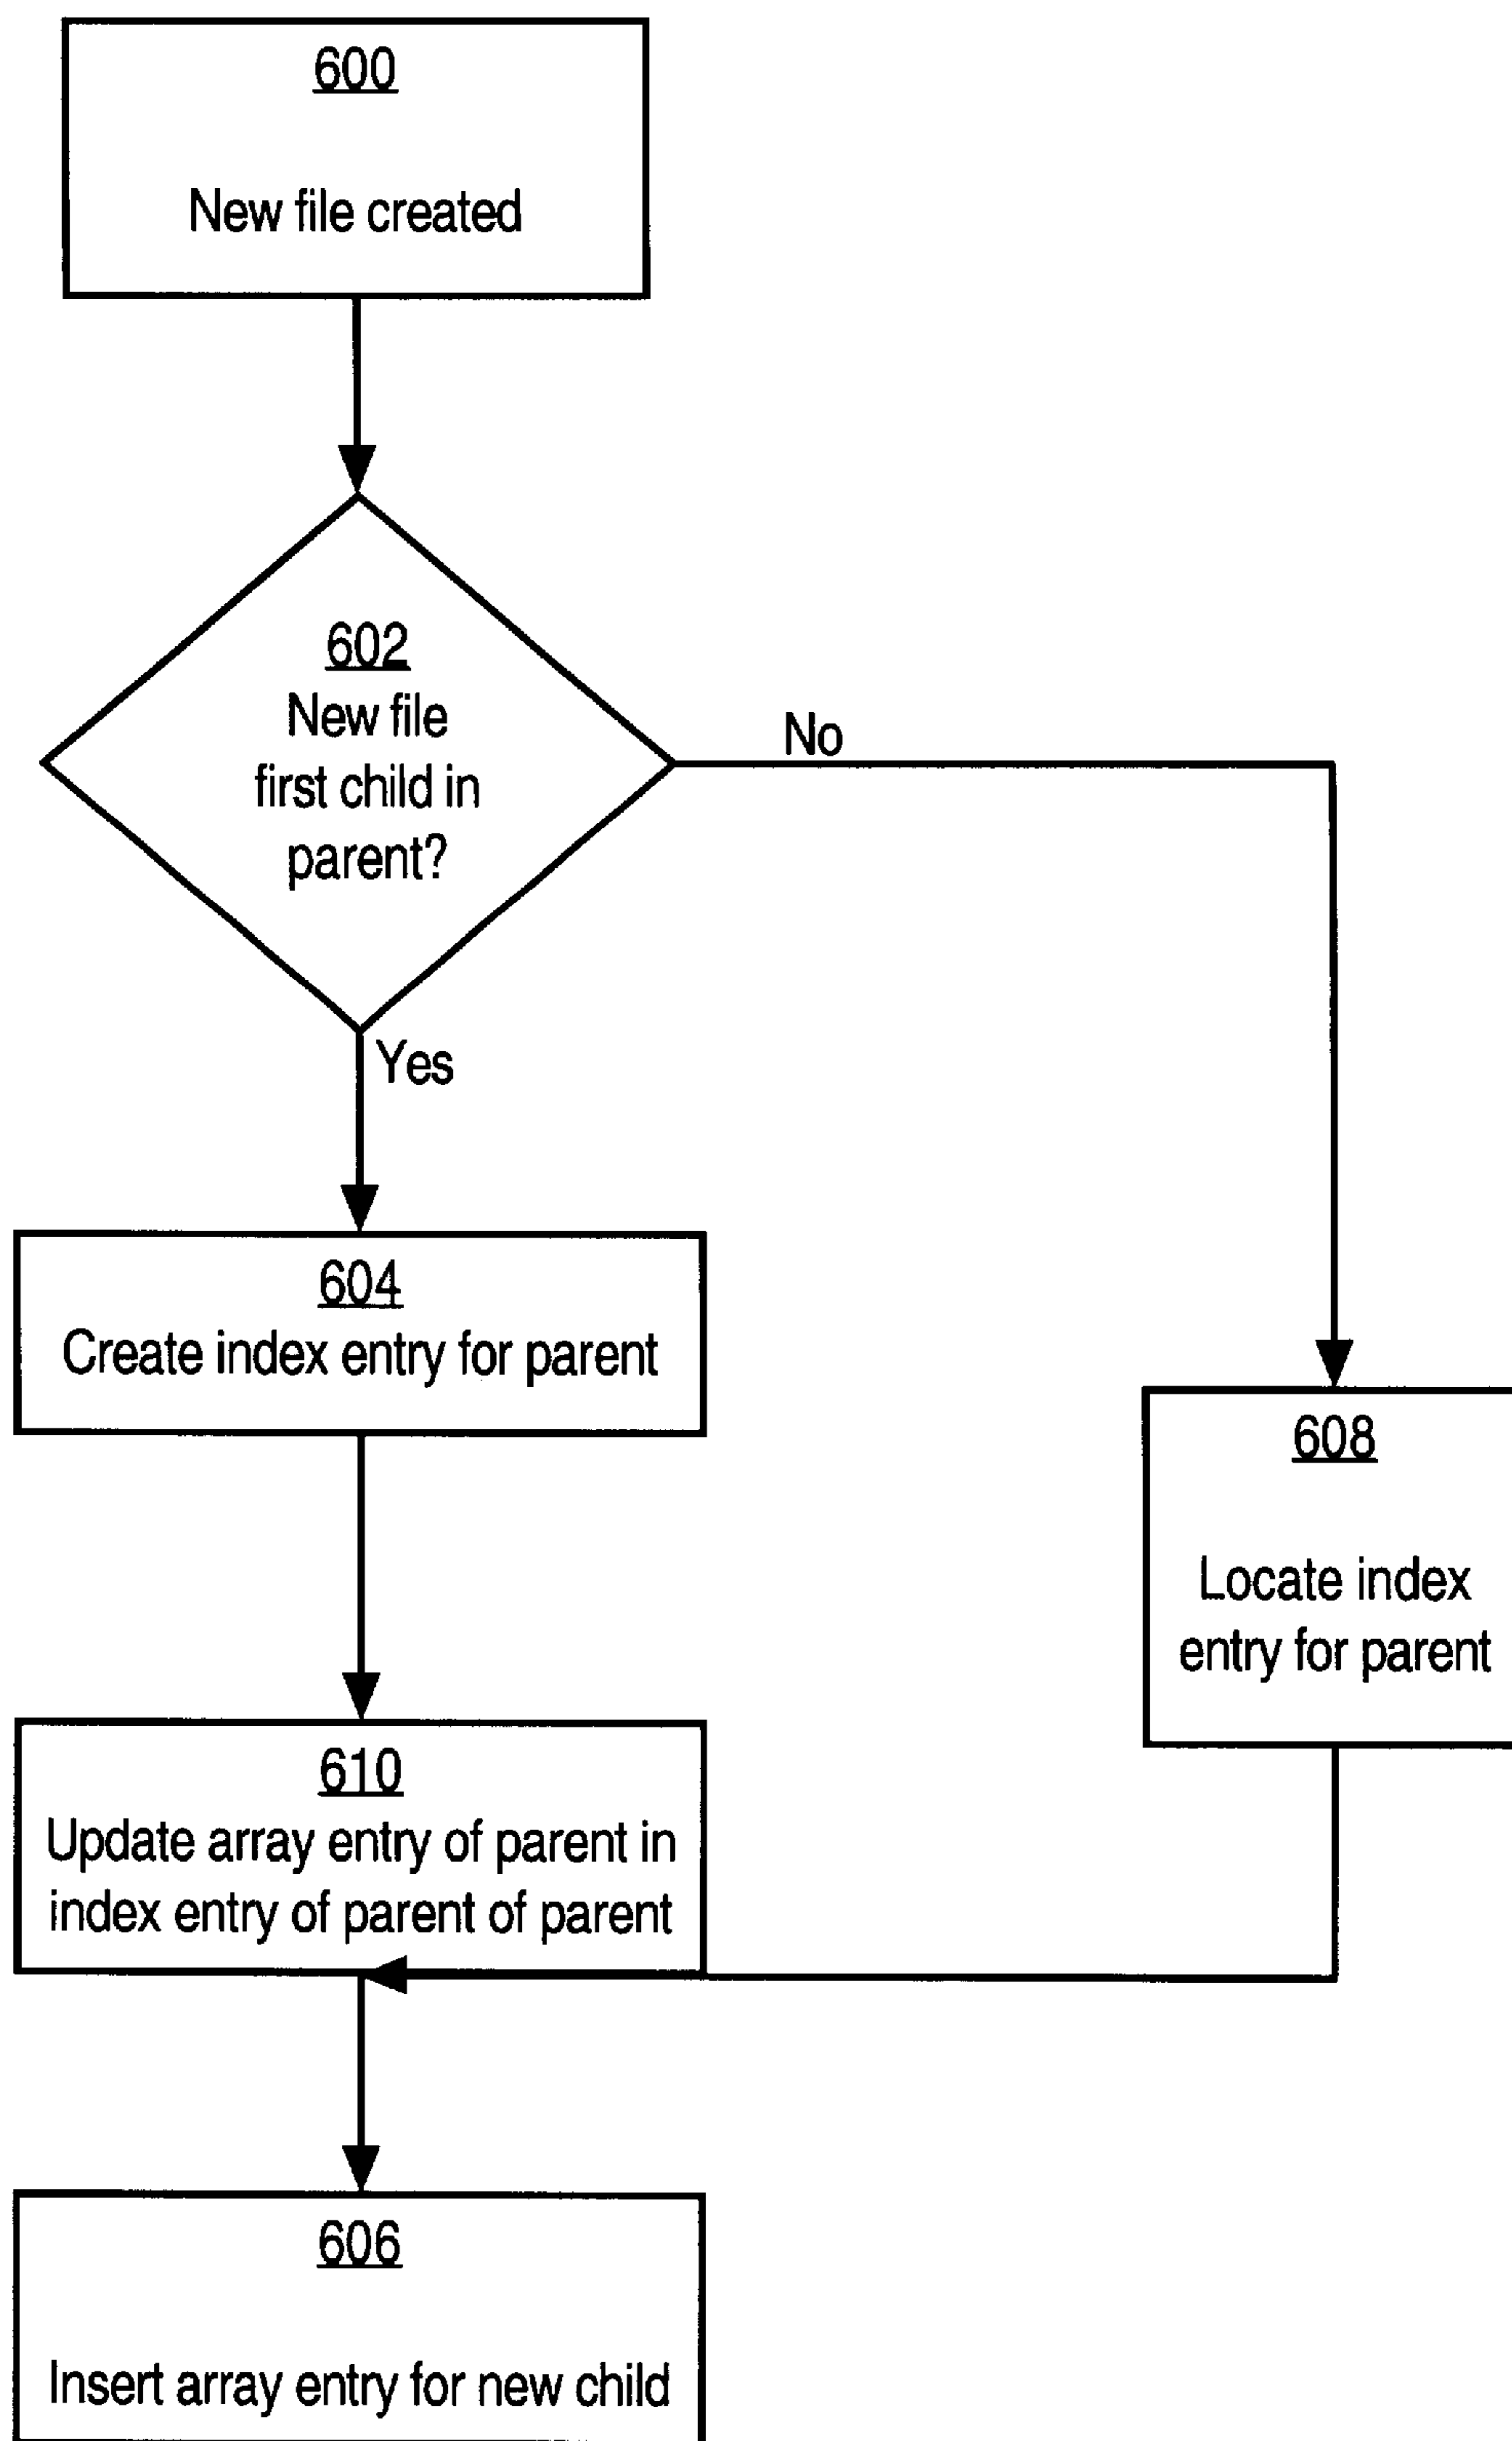 600
New file created
602
New file
first child in
parent?
No
Yes
604
Create index entry for parent
608
Locate index
entry for parent
610
Update array entry of parent in
index entry of parent of parent
606
Insert array entry for new child